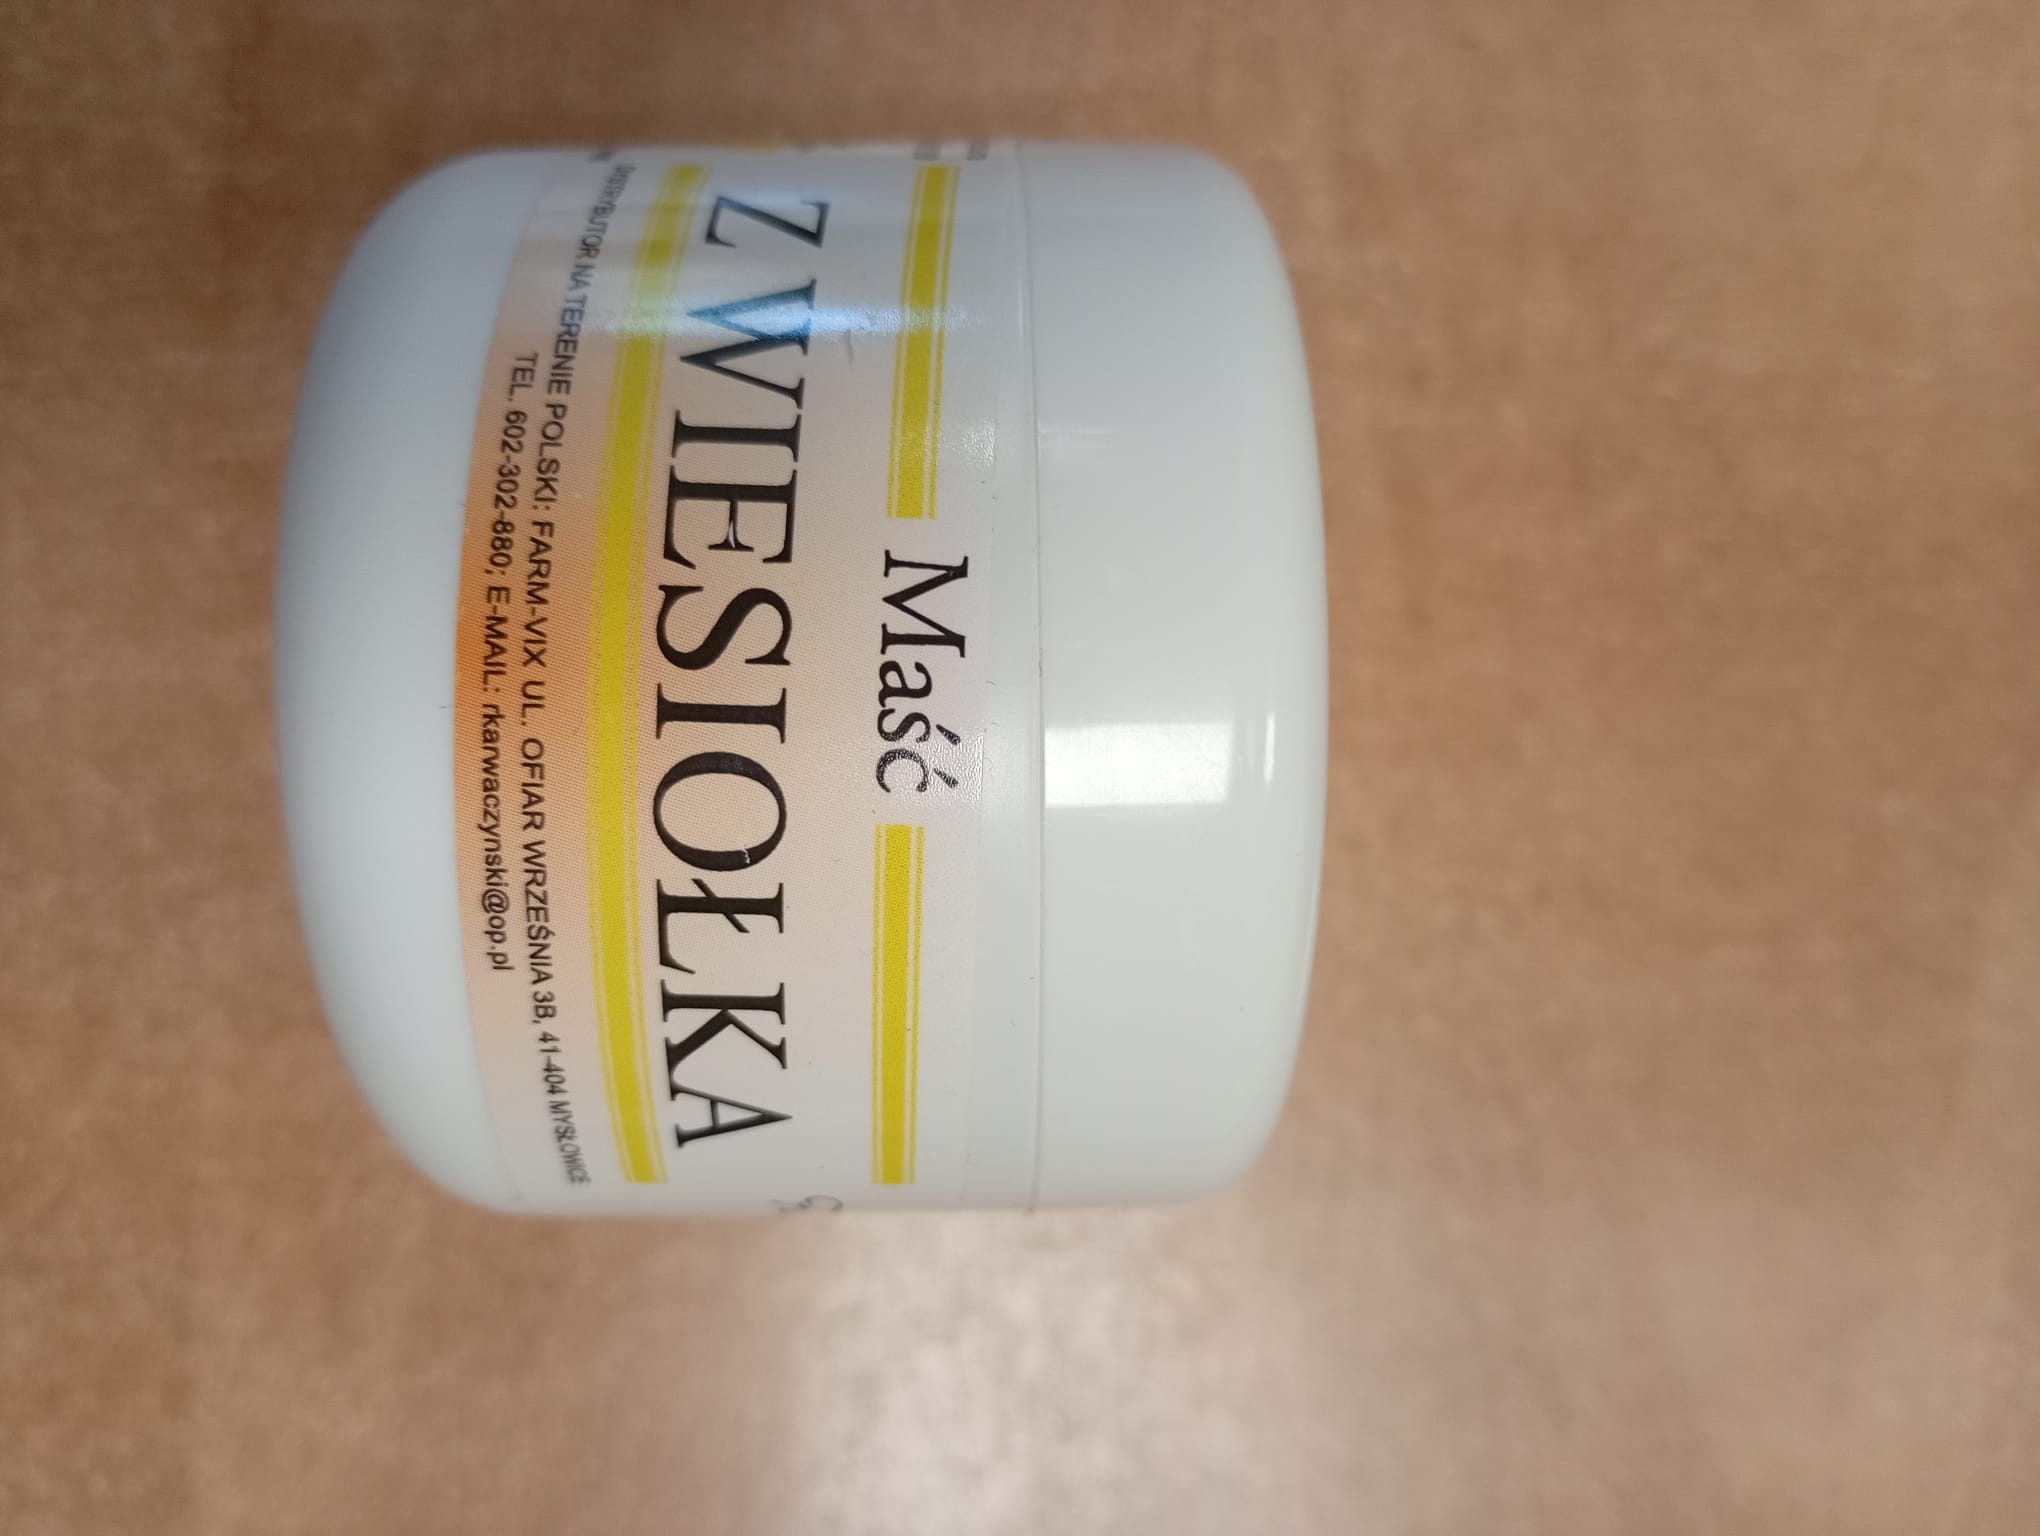 Maść
Z WIESIOŁKA
DYSTRYBUTOR NA TERENIE POLSKI: FARM-VIX UL. OFIAR WRZEŚNIA 3B, 41-404 MYSŁOWICE
TEL. 602-302-880; E-MAIL: rkarwaczynski@op.pl